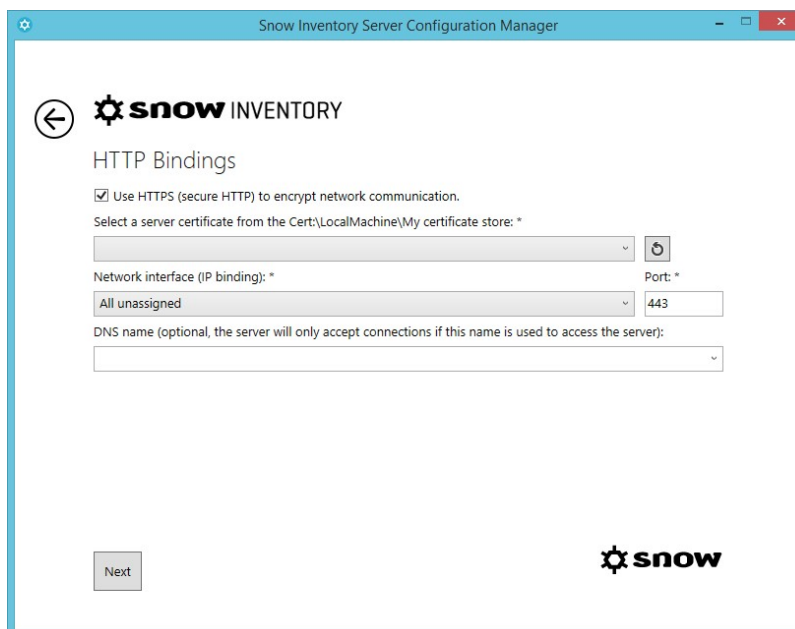 Snow Inventory Server Configuration Manager
snow INVENTORY
HTTP Bindings
Use HTTPS (secure HTTP) to encrypt network communication.
Select a server certificate from the Cert:\LocalMachine\My certificate store: *
Network interface (IP binding): * Port: *
All unassigned 443
DNS name (optional, the server will only accept connections if this name is used to access the server):
Next
snow